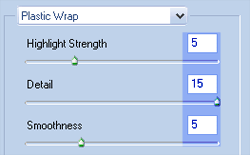 Plastic Wrap
Highlight Strength 5
Detail 15
Smoothness 5